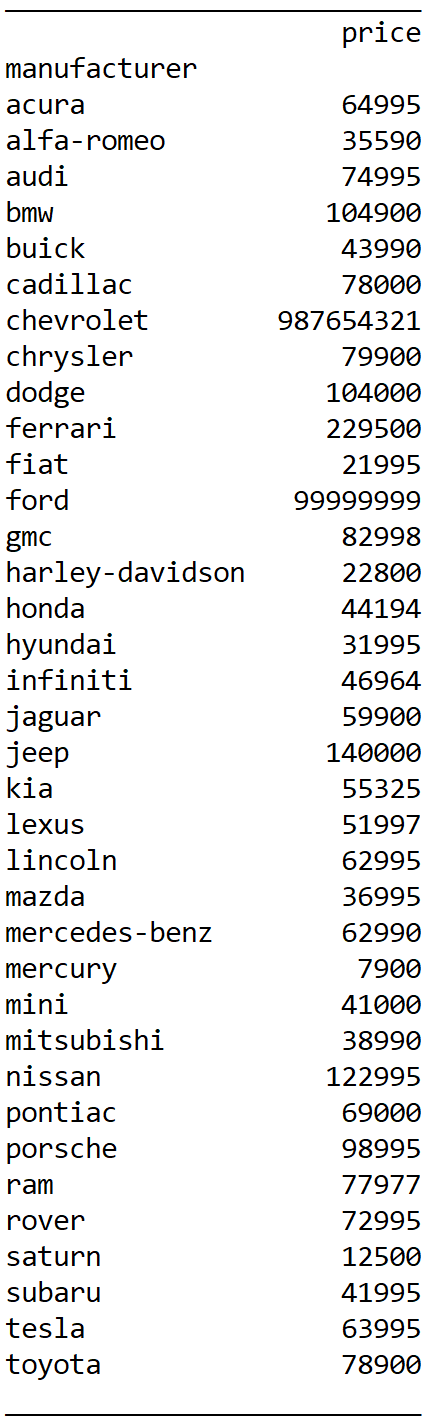 price
manufacturer
acura 64995
alfa-romeo 35590
audi 74995
bmw 104900
buick 43990
cadillac 78000
chevrolet 987654321
chrysler 79900
dodge 104000
ferrari 229500
fiat 21995
ford 99999999
gmc 82998
harley-davidson 22800
honda 44194
hyundai 31995
infiniti 46964
jaguar 59900
jeep 140000
kia 55325
lexus 51997
lincoln 62995
mazda 36995
mercedes-benz 62990
mercury 7900
mini 41000
mitsubishi 38990
nissan 122995
pontiac 69000
porsche 98995
ram 77977
rover 72995
saturn 12500
subaru 41995
tesla 63995
toyota 78900